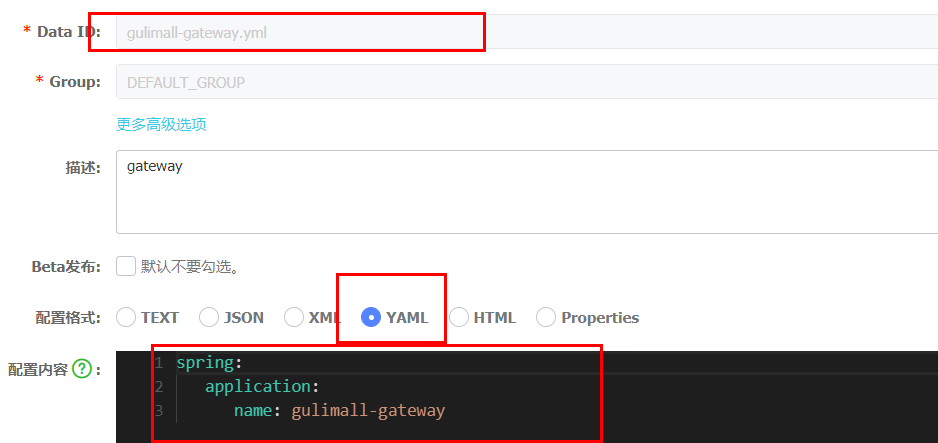 * Data ID: gulimall-gateway.yml
* Group: DEFAULT_GROUP
更多高级选项
描述: gateway
Beta发布: 默认不要勾选。
配置格式: TEXT JSON XML YAML HTML Properties
配置内容 ? :
1 spring:
2 application:
3 name: gulimall-gateway